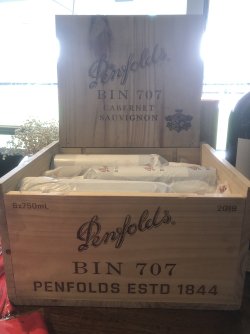 Penfolds
BIN 707
CABERNET
SAUVIGNON
6x750mL
Penfolds
BIN 707
PENFOLDS ESTD 1844